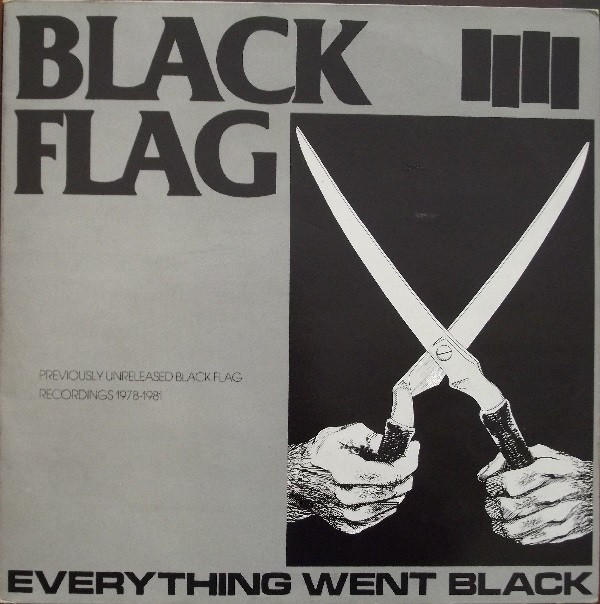 BLACK
FLAG
PREVIOUSLY UNRELEASED BLACK FLAG
RECORDINGS 1978-1981
EVERYTHING WENT BLACK